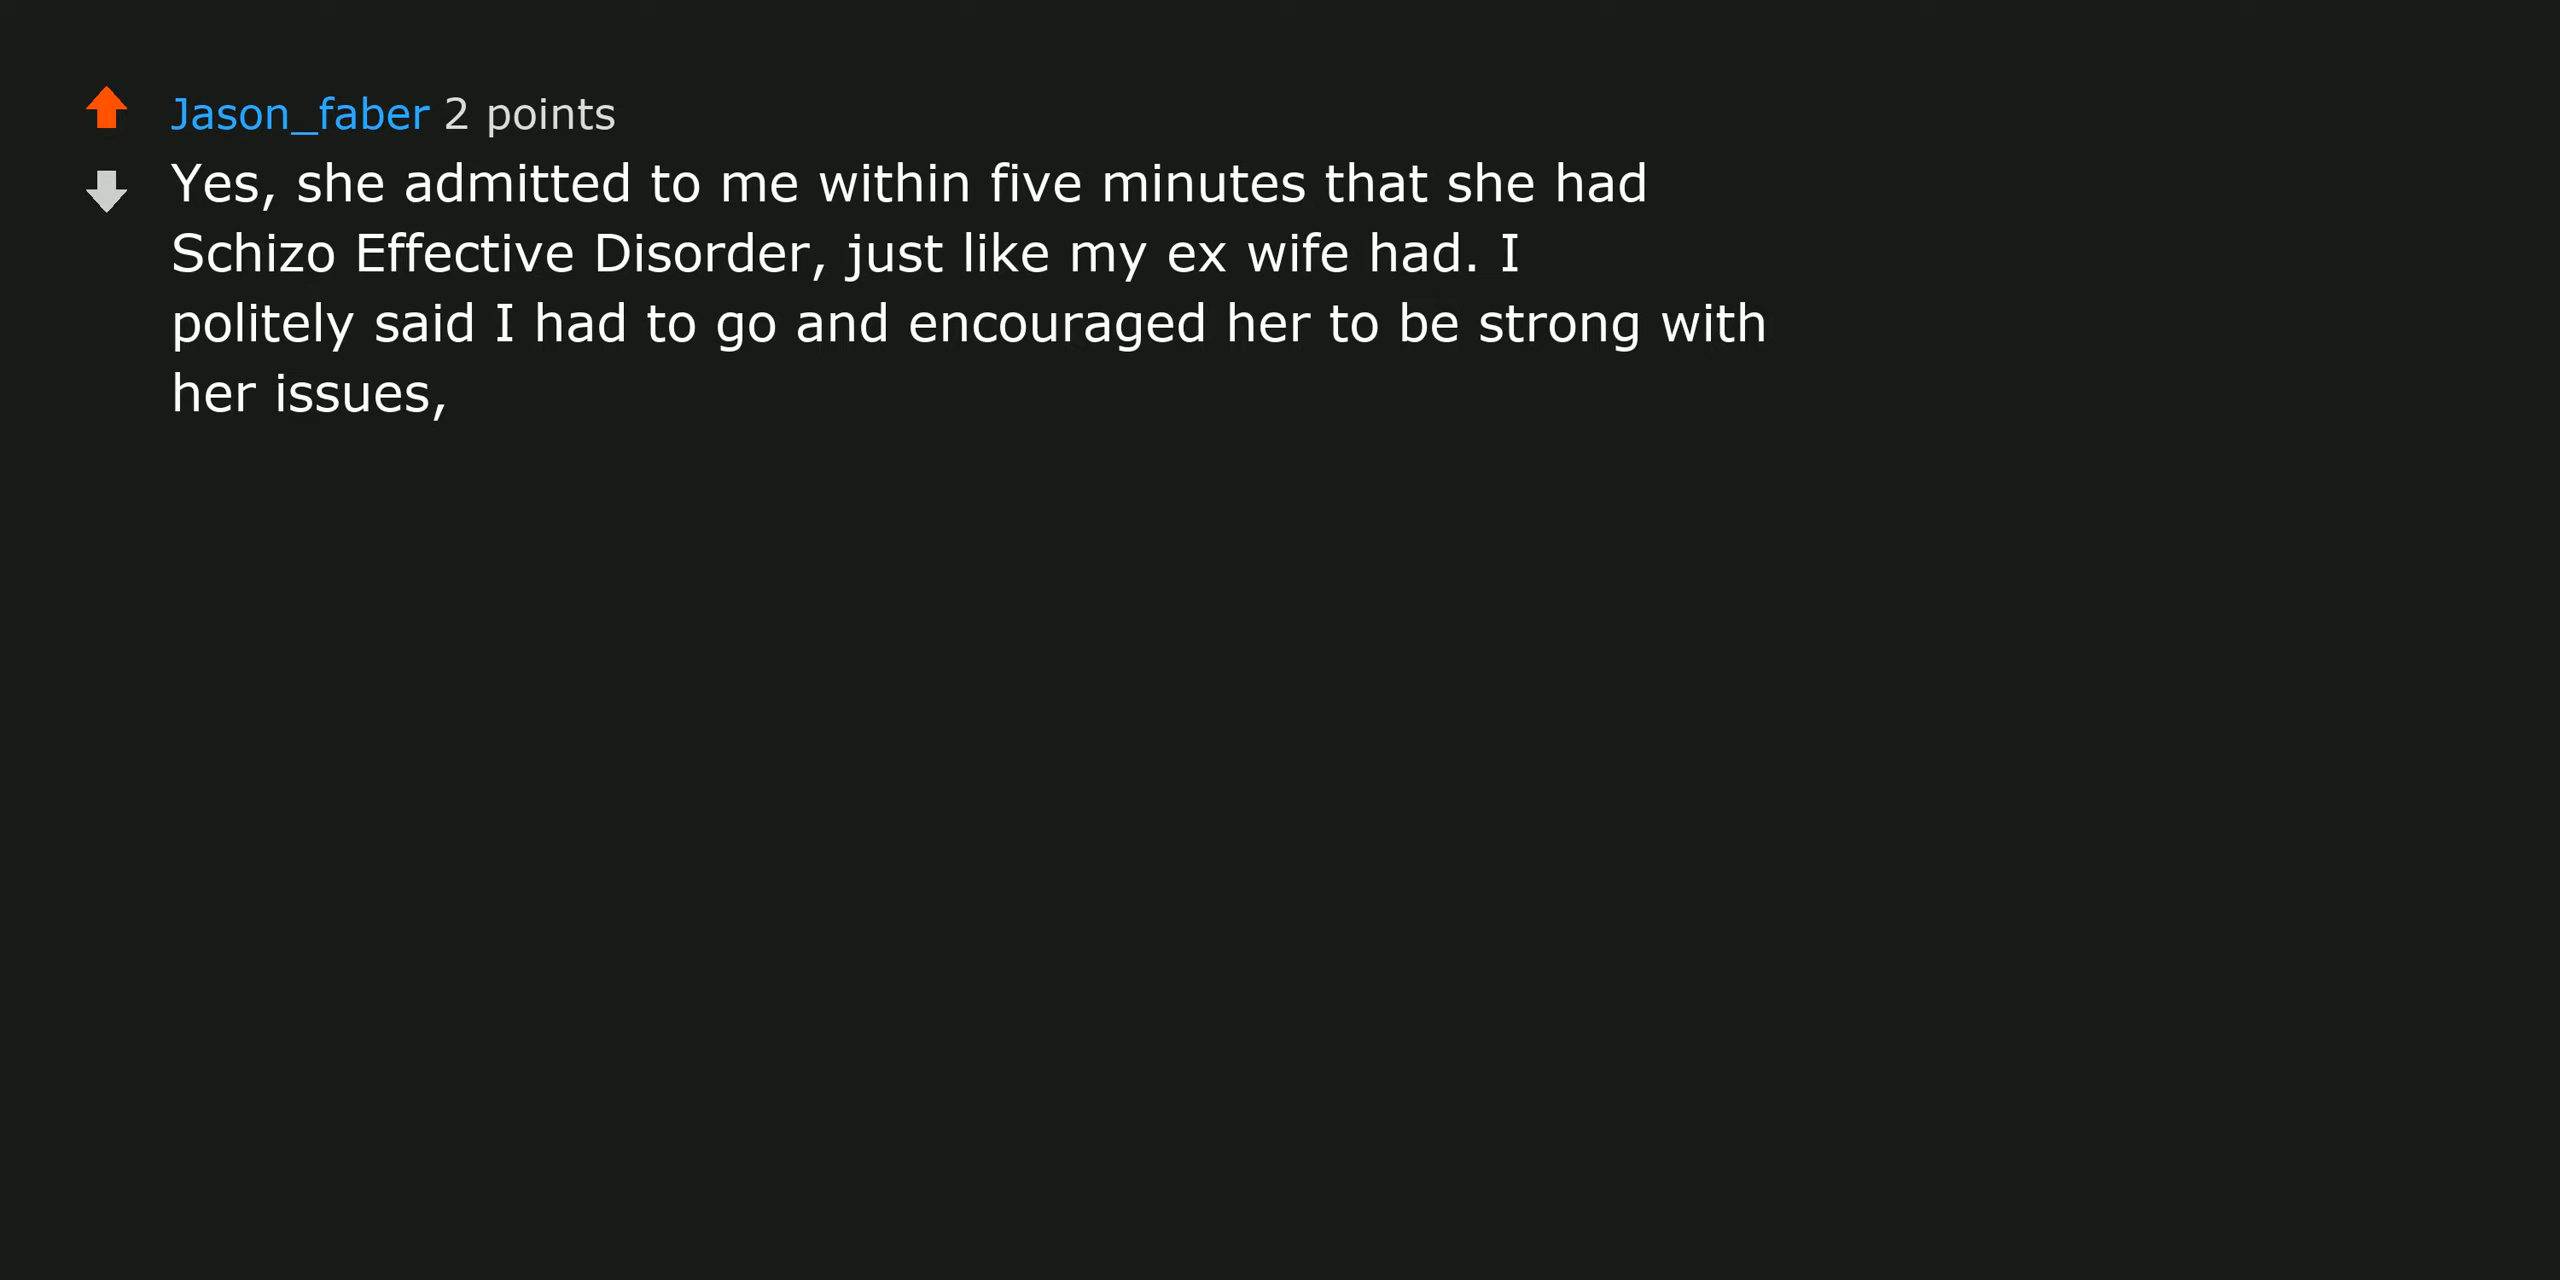 Jason_faber 2 points
Yes, she admitted to me within five minutes that she had
Schizo Effective Disorder, just like my ex wife had. I
politely said I had to go and encouraged her to be strong with
her issues,